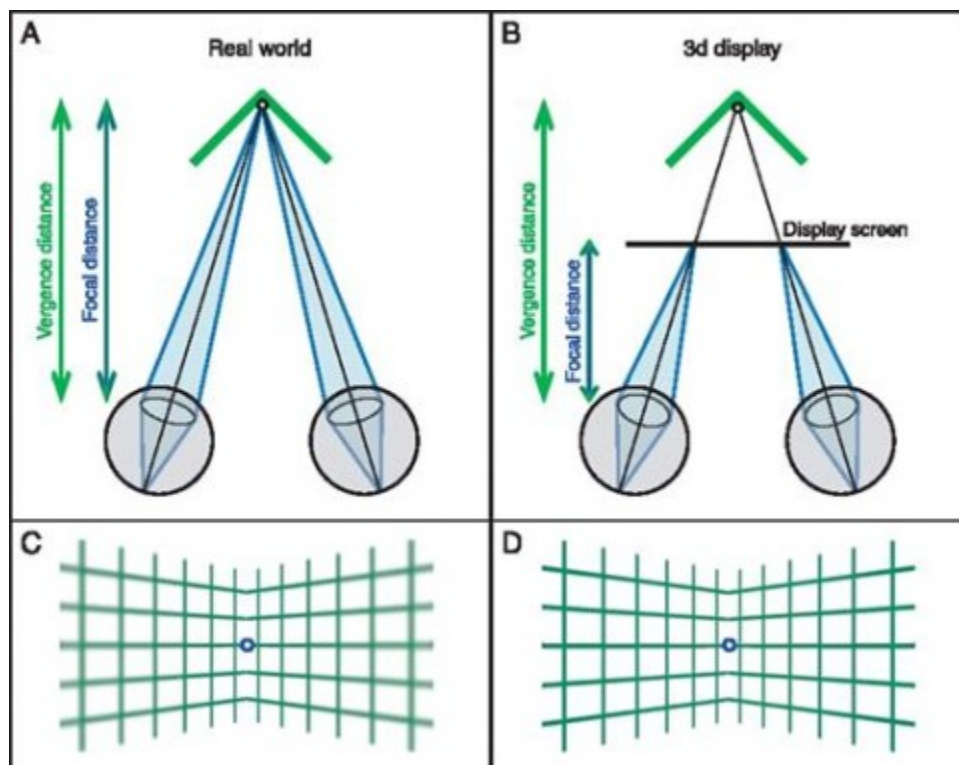 A
Real world
Vergence distance
Focal distance
B
3d display
Display screen
Vergence distance
Focal distance
C
D